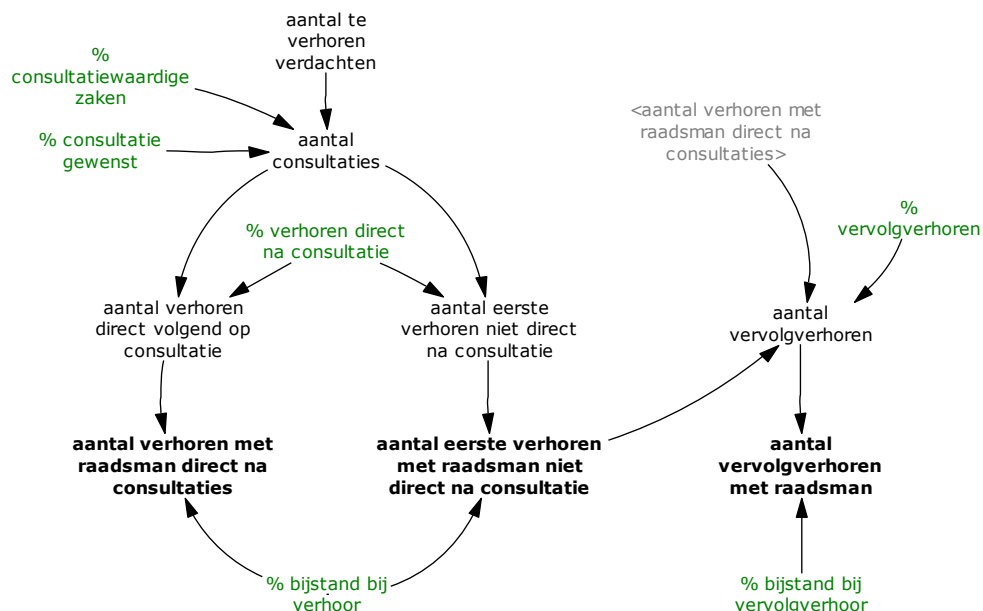 aantal te
verhoren
verdachten
%
consultatiewaardige
zaken
% consultatie
gewenst
aantal
consultaties
<aantal verhoren met
raadsman direct na
consultaties>
%
vervolgverhoren
% verhoren direct
na consultatie
aantal verhoren
direct volgend op
consultatie
aantal eerste
verhoren niet direct
na consultatie
aantal
vervolgverhoren
aantal verhoren met
raadsman direct na
consultaties
aantal eerste verhoren
met raadsman niet
direct na consultatie
aantal
vervolgverhoren
met raadsman
% bijstand bij
verhoor
% bijstand bij
vervolgverhoor